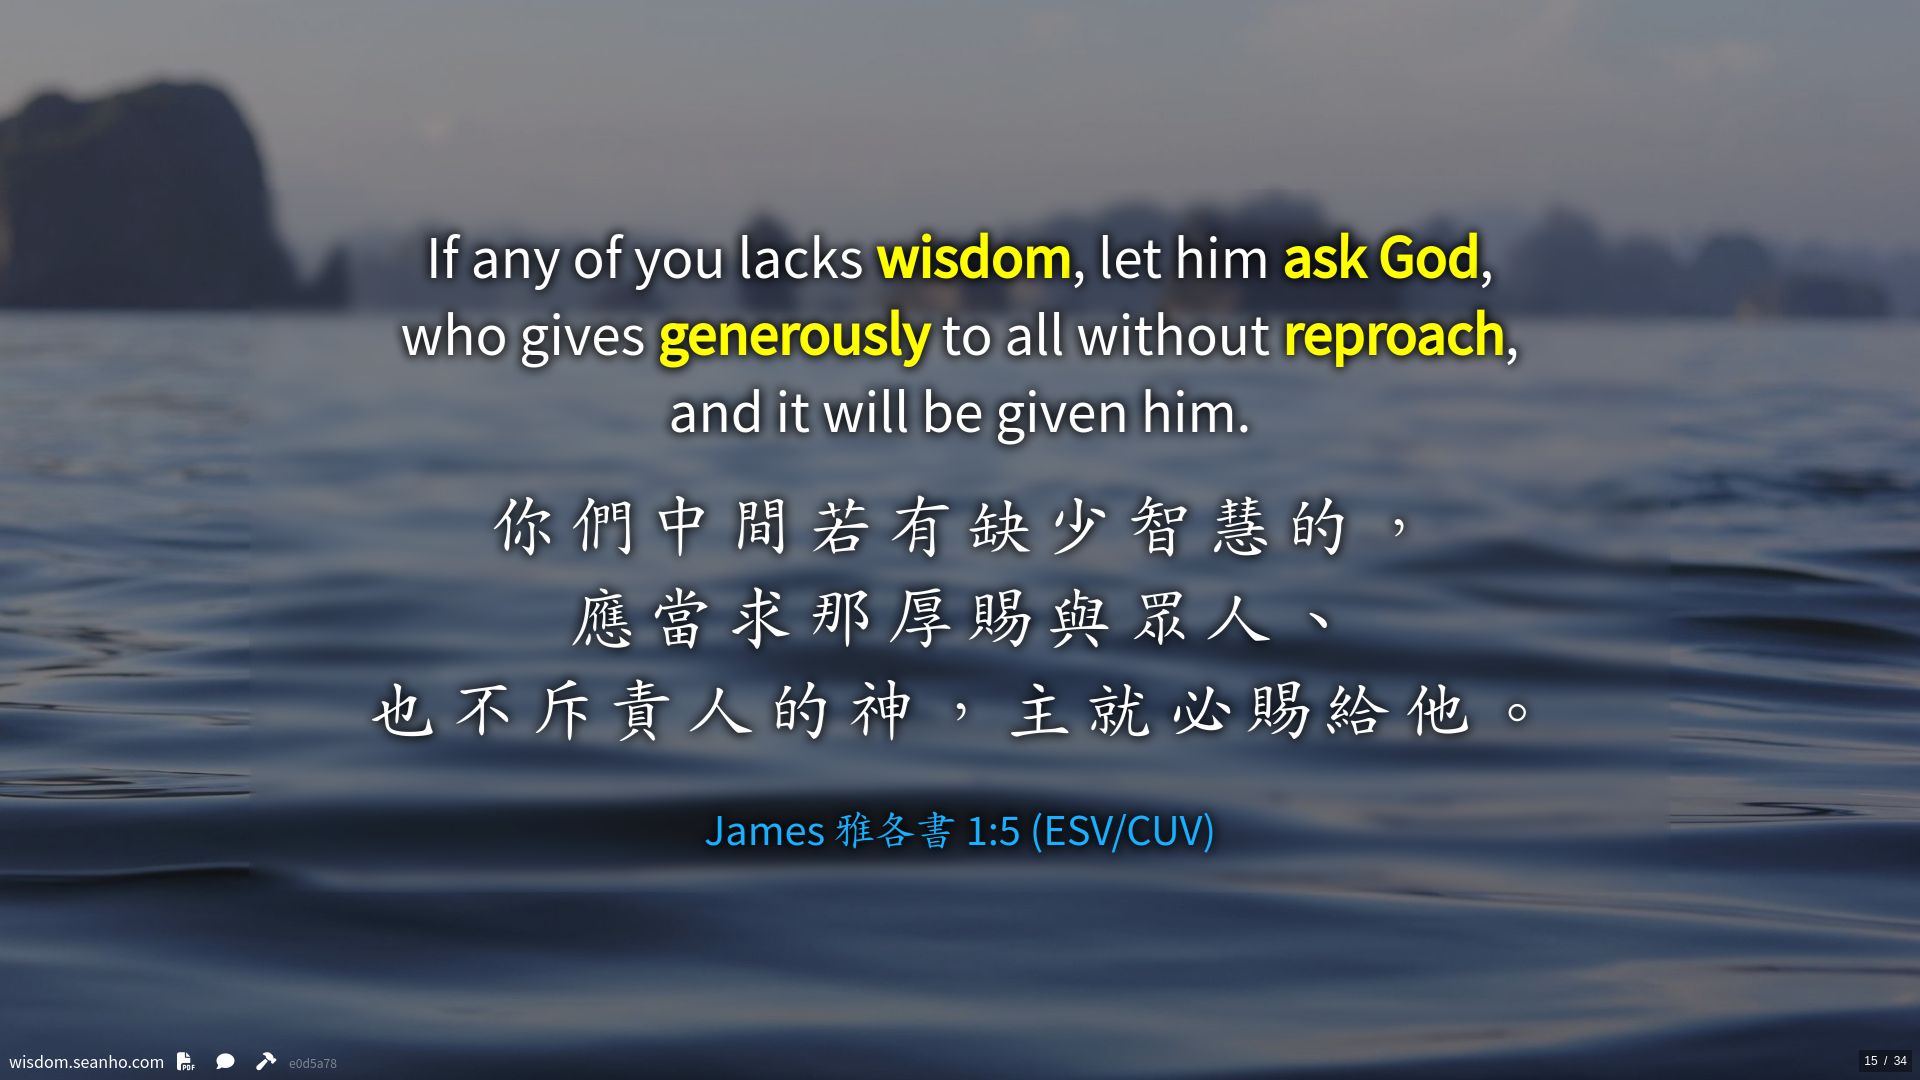 If any of you lacks wisdom, let him ask God,
who gives generously to all without reproach,
and it will be given him.
你們中間若有缺少智慧的，
應當求那厚賜與眾人、
也不斥責人的神，主就必賜給他。
James 雅各書 1:5 (ESV/CUV)
wisdom.seanho.com PDF e0d5a78
15 / 34